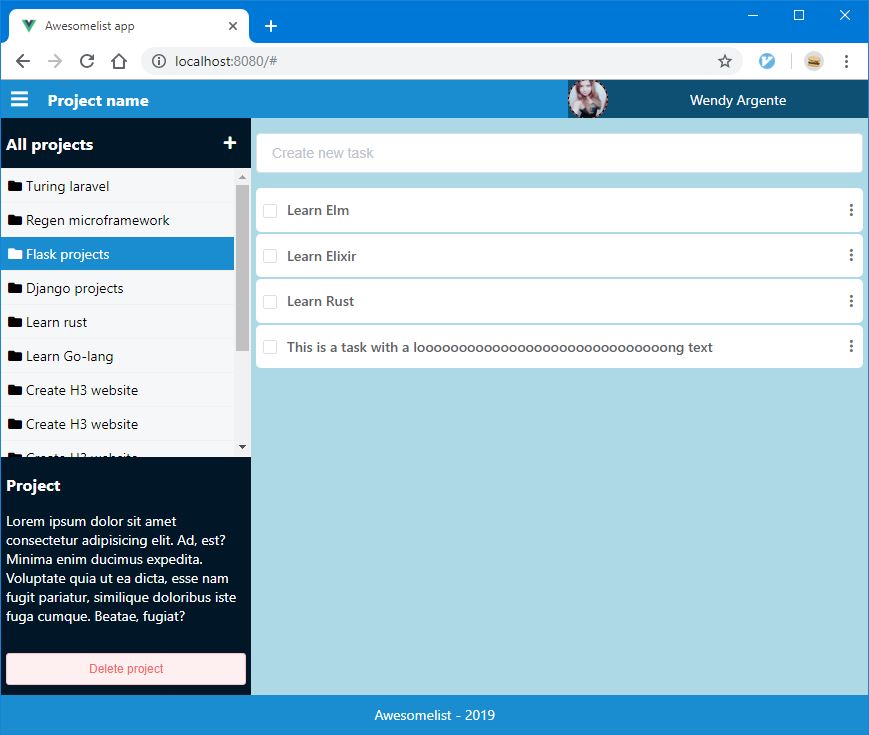 Awesomelist app
localhost:8080/#
Project name
Wendy Argente
All projects
Turing laravel
Regen microframework
Flask projects
Django projects
Learn rust
Learn Go-lang
Create H3 website
Create H3 website
Create H3 website
Project
Lorem ipsum dolor sit amet
consectetur adipisicing elit. Ad, est?
Minima enim ducimus expedita.
Voluptate quia ut ea dicta, esse nam
fugit pariatur, similique doloribus iste
fuga cumque. Beatae, fugiat?
Delete project
Create new task
Learn Elm
Learn Elixir
Learn Rust
This is a task with a looooooooooooooooooooooooooooong text
Awesomelist - 2019